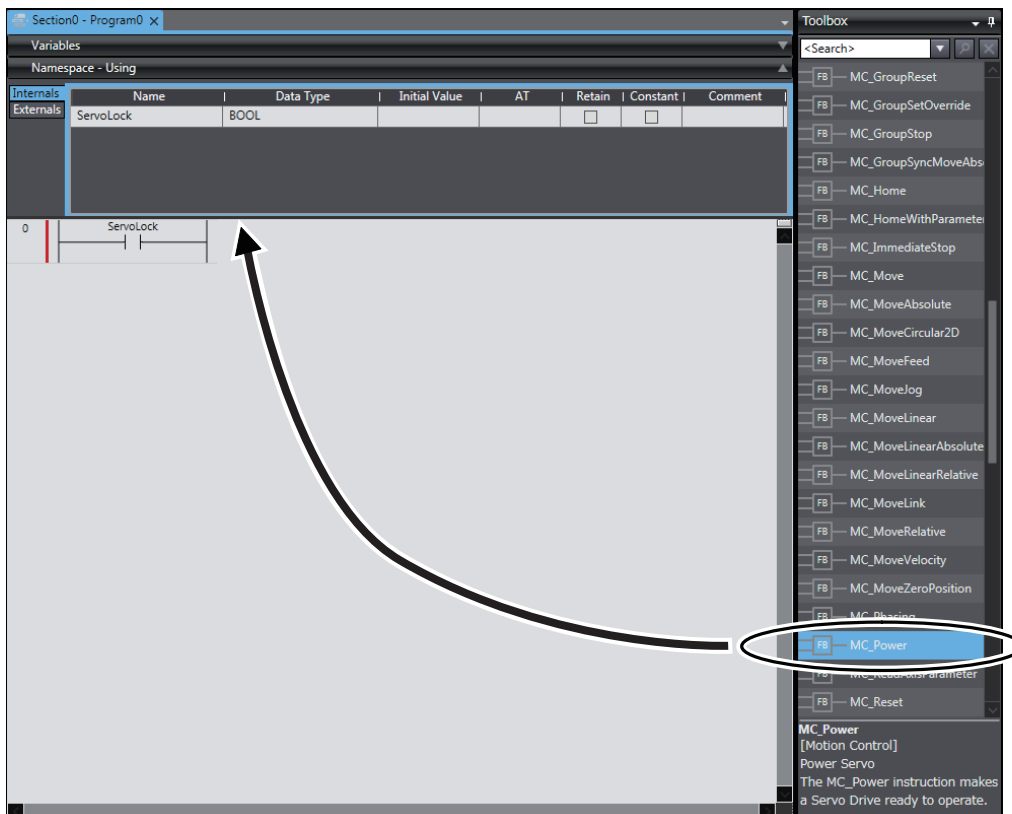 Section0 - Program0
Variables
Namespace - Using
Internals
Externals
Name Data Type Initial Value AT Retain Constant Comment
ServoLock BOOL
0
ServoLock
Toolbox
<Search>
FB MC_GroupReset
FB MC_GroupSetOverride
FB MC_GroupStop
FB MC_GroupSyncMoveAbs
FB MC_Home
FB MC_HomeWithParameter
FB MC_ImmediateStop
FB MC_Move
FB MC_MoveAbsolute
FB MC_MoveCircular2D
FB MC_MoveFeed
FB MC_MoveJog
FB MC_MoveLinear
FB MC_MoveLinearAbsolute
FB MC_MoveLinearRelative
FB MC_MoveLink
FB MC_MoveRelative
FB MC_MoveVelocity
FB MC_MoveZeroPosition
FB MC_Phasing
FB MC_Power
FB MC_ReadAxisParameter
FB MC_Reset
MC_Power
[Motion Control]
Power Servo
The MC_Power instruction makes
a Servo Drive ready to operate.